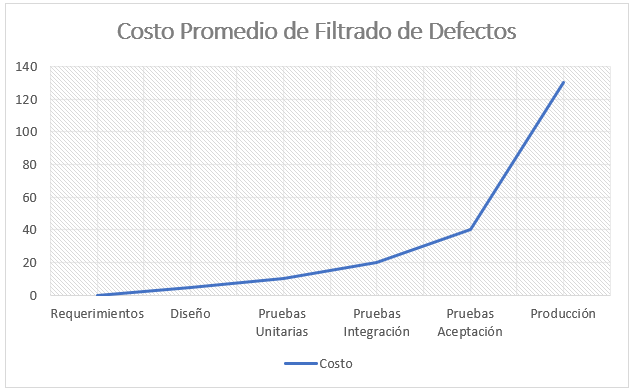 Costo Promedio de Filtrado de Defectos
140
120
100
80
60
40
20
0
Requerimientos
Diseño
Pruebas
Unitarias
Pruebas
Integración
Pruebas
Aceptación
Producción
Costo